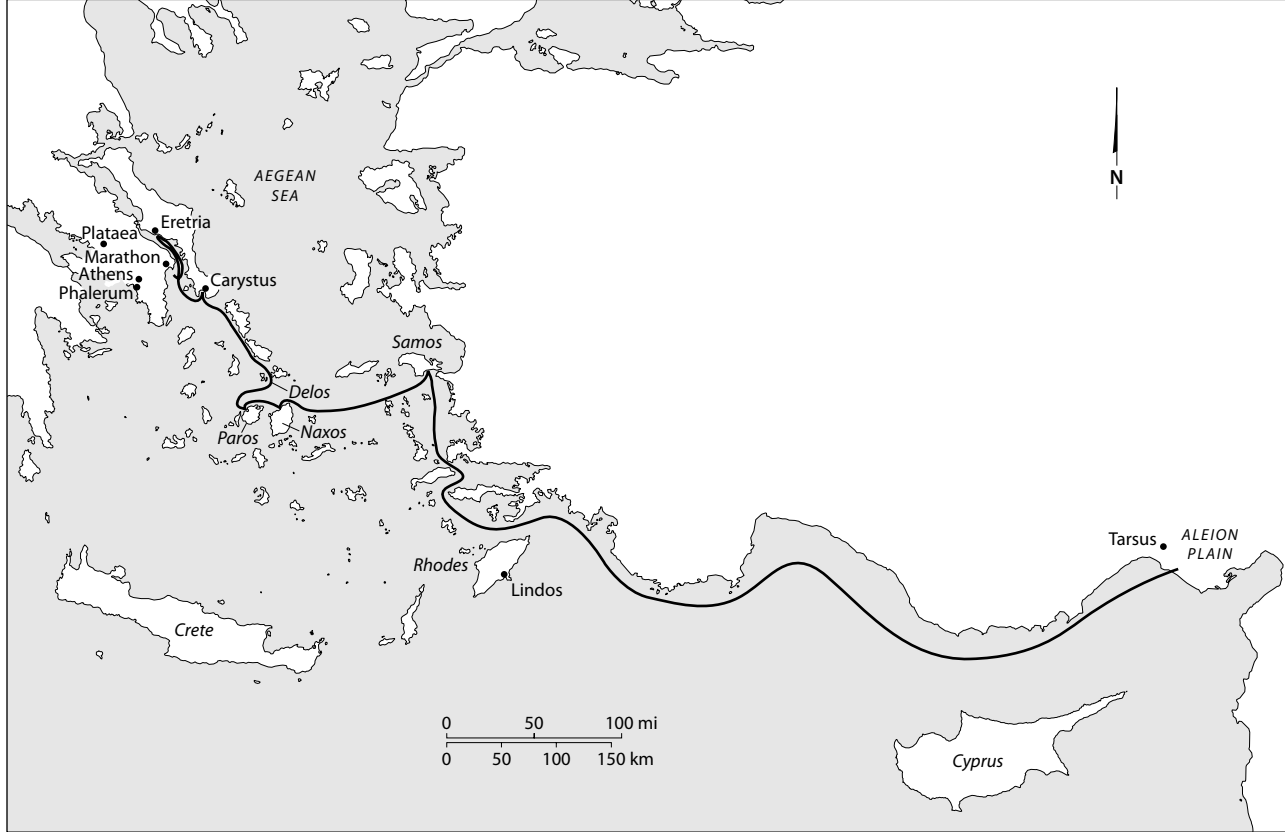 AEGEAN
SEA
N
Eretria
Plataea
Marathon
Athens
Phalerum
Carystus
Samos
Delos
Paros
Naxos
Tarsus
ALEION
PLAIN
Rhodes
Lindos
Crete
0 50 100 mi
0 50 100 150 km
Cyprus